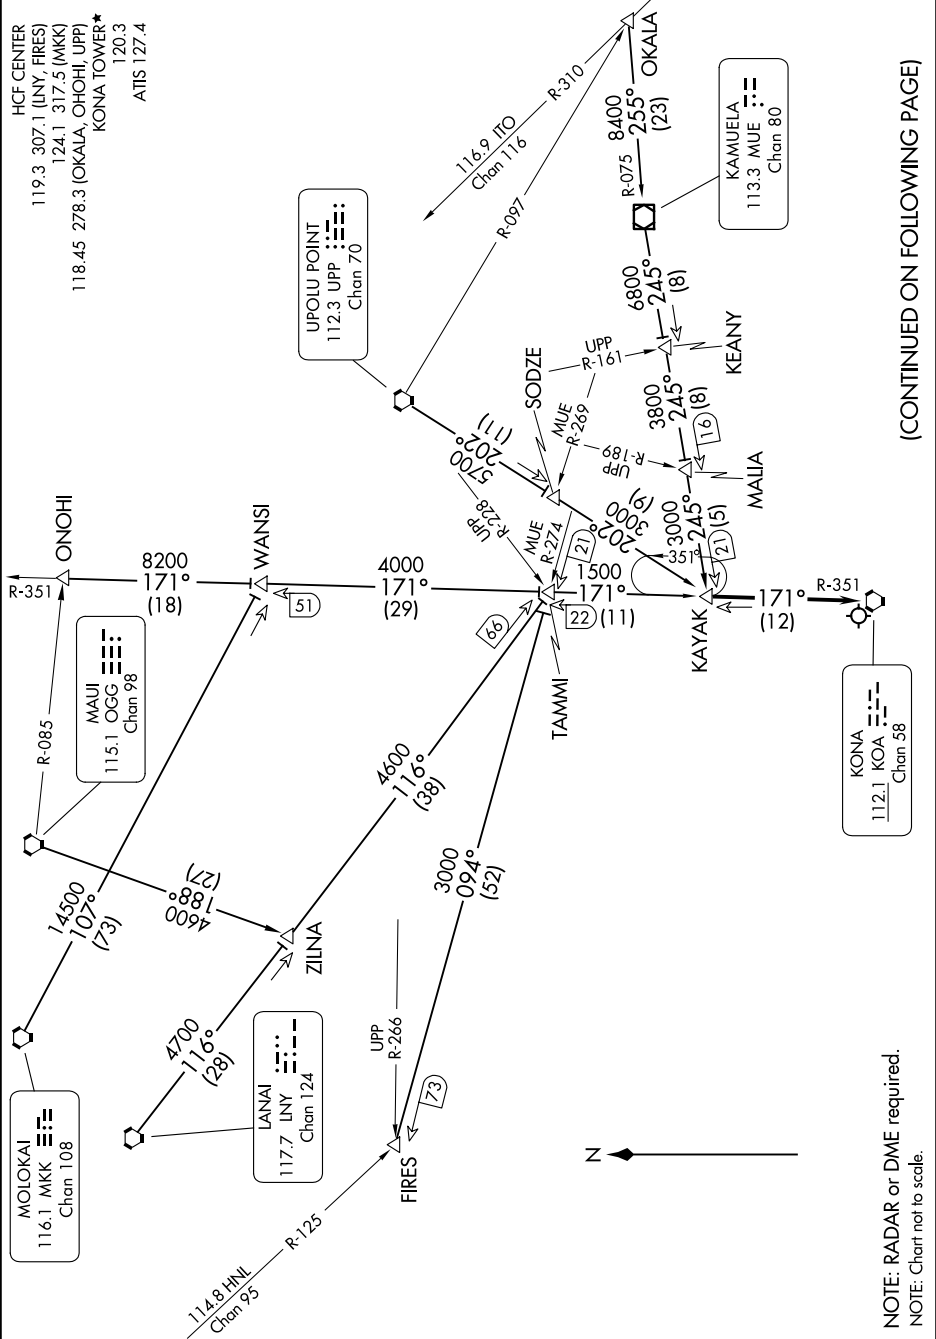 HCF CENTER
119.3 307.1 (LNY, FIRES)
124.1 317.5 (MKK)
118.45 278.3 (OKALA, OHOHI, UPP)
KONA TOWER★
120.3
ATIS 127.4
MOLOKAI
116.1 MKK
Chan 108
MAUI
115.1 OGG
Chan 98
LANAI
117.7 LNY
Chan 124
UPOLU POINT
112.3 UPP
Chan 70
KAMUELA
113.3 MUE
Chan 80
KONA
112.1 KOA
Chan 58
114.8 HNL
Chan 95
R-125
FIRES
73
UPP
R-266
3000
094°
(52)
4700
116°
(28)
ZILNA
4600
188°
(27)
4600
116°
(38)
66
14500
107°
(73)
R-085
R-351
ONOHI
8200
171°
(18)
WANSI
51
4000
171°
(29)
TAMMI
22
21
1500
171°
(11)
KAYAK
351°
21
171°
(12)
R-351
UPP
R-228
MUE
R-274
5700
202°
(11)
SODZE
MUE
R-269
3000
202°
(9)
UPP
R-161
UPP
R-189
3000
245°
(5)
MALIA
16
3800
245°
(8)
KEANY
6800
245°
(8)
R-075
8400
255°
(23)
OKALA
R-097
R-310
116.9 ITO
Chan 116
N
(CONTINUED ON FOLLOWING PAGE)
NOTE: RADAR or DME required.
NOTE: Chart not to scale.